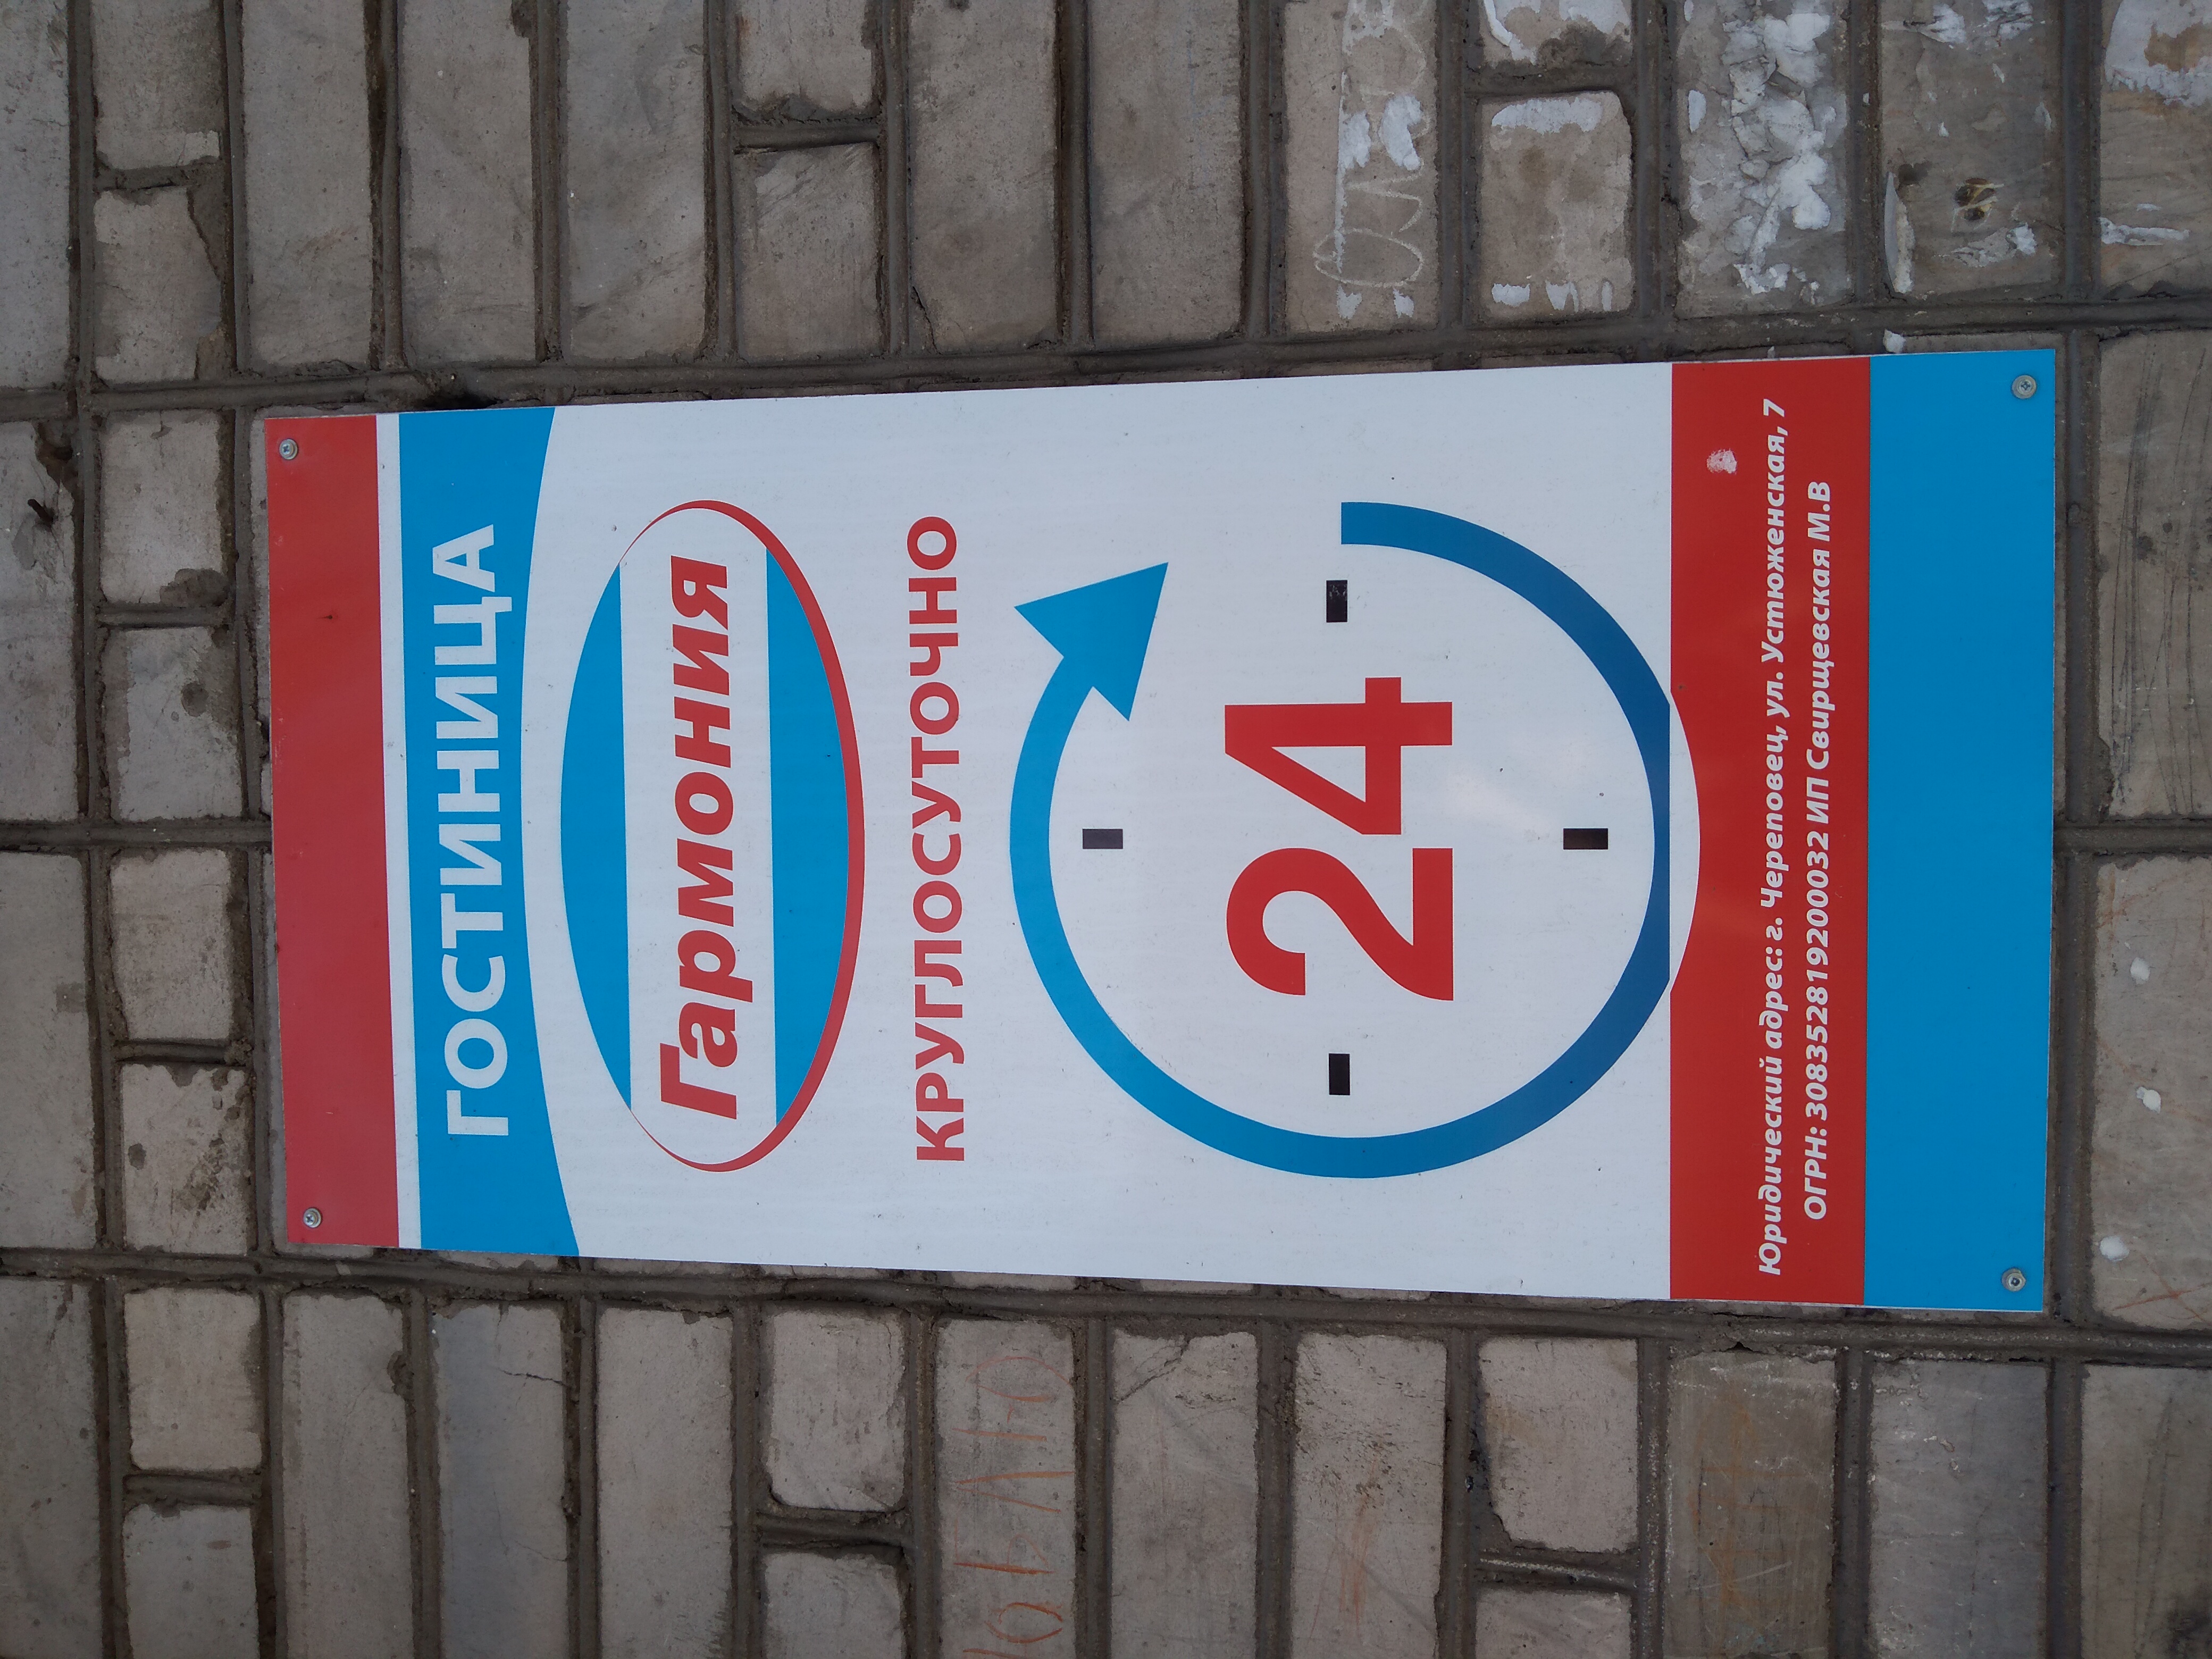 ГОСТИНИЦА
Гармония
КРУГЛОСУТОЧНО
24
Юридический адрес: г. Череповец, ул. Устюженская, 7
ОГРН: 308352819200032 ИП Свирщевская М.В